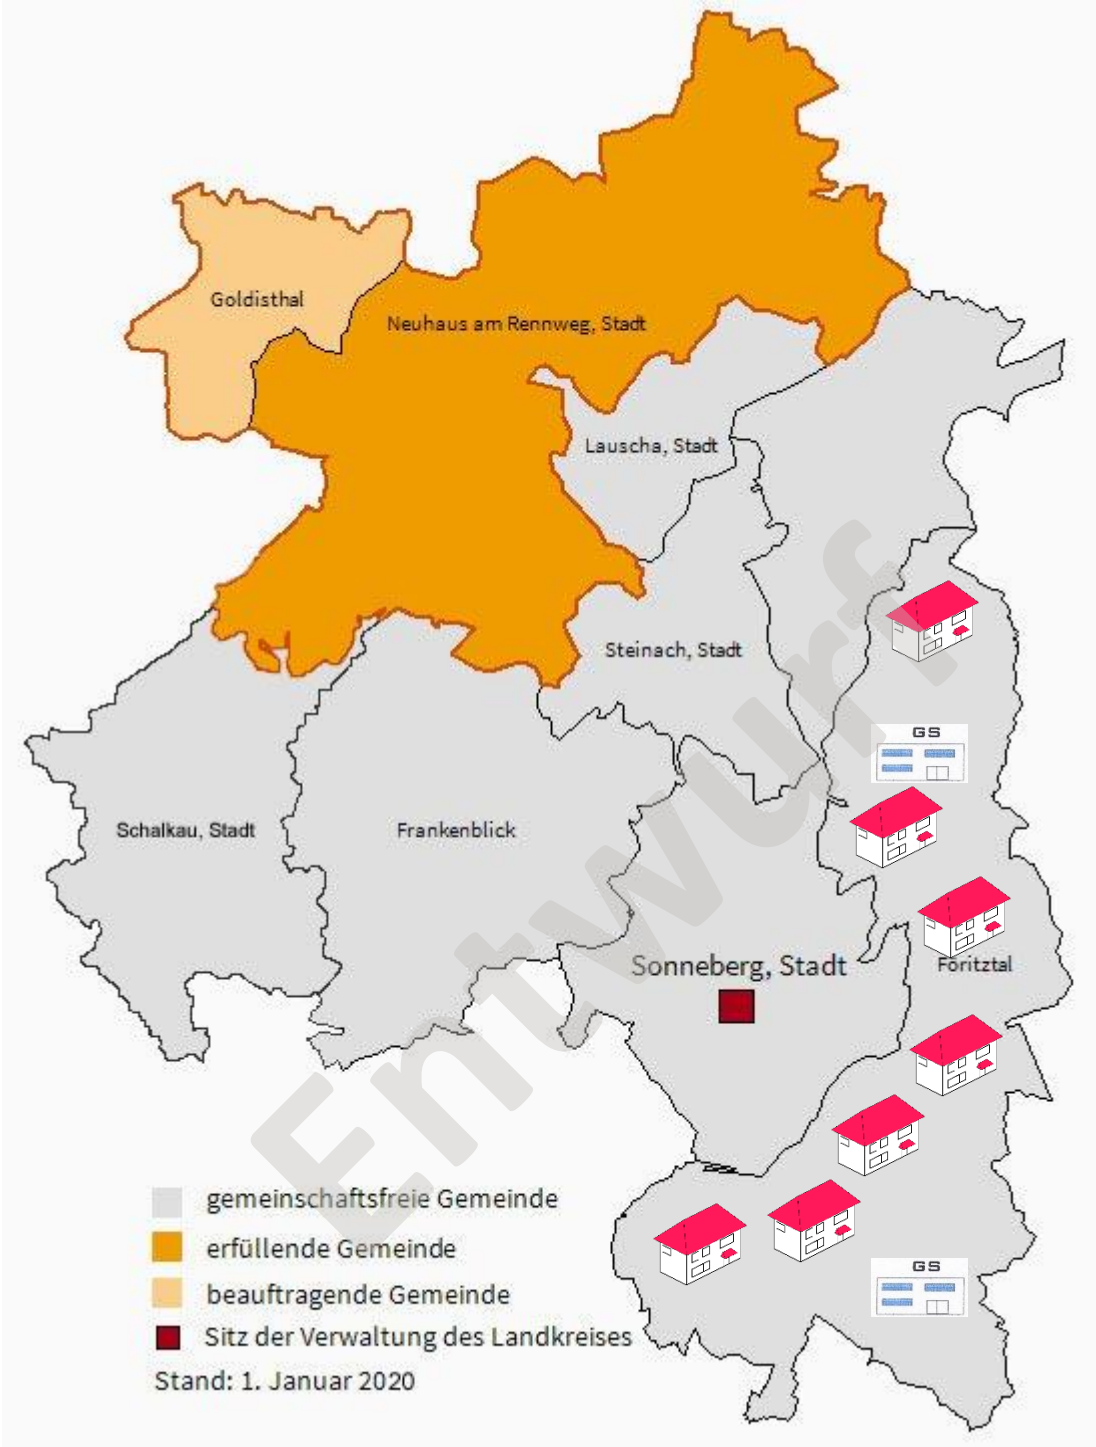 Goldisthal
Neuhaus am Rennweg, Stadt
Lauscha, Stadt
Steinach, Stadt
GS
Schalkau, Stadt
Frankenblick
Sonneberg, Stadt
Föritztal
Entwurf
gemeinschaftsfreie Gemeinde
erfüllende Gemeinde
beauftragende Gemeinde
GS
Sitz der Verwaltung des Landkreises
Stand: 1. Januar 2020